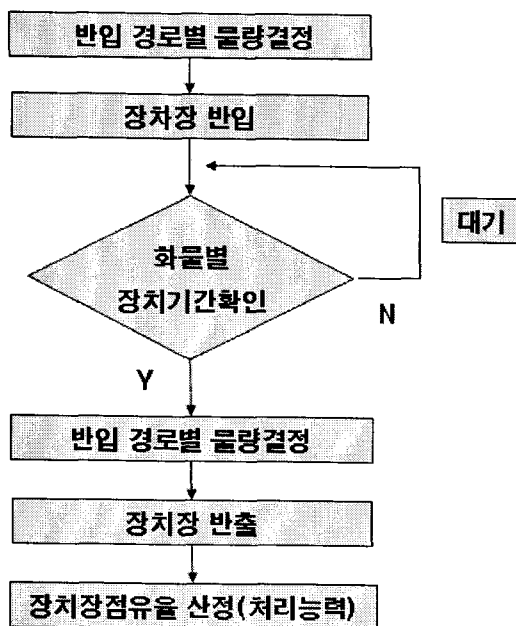 반입 경로별 물량결정
장차장 반입
대기
화물별
장치기간확인
N
Y
반입 경로별 물량결정
장치장 반출
장치장점유율 산정(처리능력)